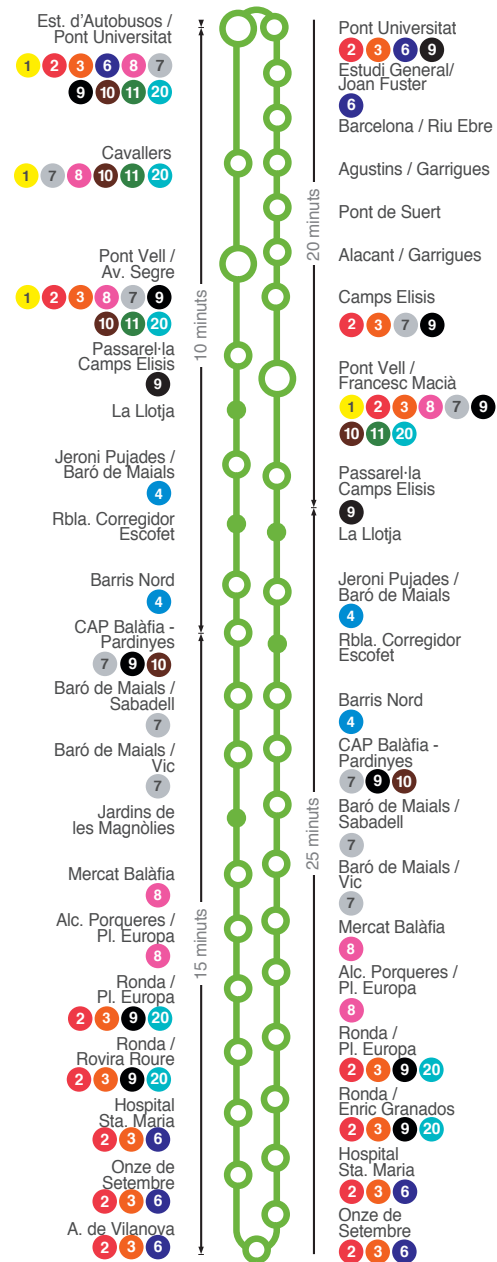 Est. d'Autobusos /
Pont Universitat
1 2 3 6 8 7
9 10 11 20
Cavallers
1 7 8 10 11 20
Pont Vell /
Av. Segre
1 2 3 8 7 9
10 11 20
Passarel·la
Camps Elisis
9
La Llotja
Jeroni Pujades /
Baró de Maials
4
Rbla. Corregidor
Escofet
Barris Nord
4
CAP Balàfia -
Pardinyes
7 9 10
Baró de Maials /
Sabadell
7
Baró de Maials /
Vic
7
Jardins de
les Magnòlies
Mercat Balàfia
8
Alc. Porqueres /
Pl. Europa
8
Ronda /
Pl. Europa
2 3 9 20
Ronda /
Rovira Roure
2 3 9 20
Hospital
Sta. Maria
2 3 6
Onze de
Setembre
2 3 6
A. de Vilanova
2 3 6
10 minuts
15 minuts
20 minuts
25 minuts
Pont Universitat
2 3 6 9
Estudi General/
Joan Fuster
6
Barcelona / Riu Ebre
Agustins / Garrigues
Pont de Suert
Alacant / Garrigues
Camps Elisis
2 3 7 9
Pont Vell /
Francesc Macià
1 2 3 8 7 9
10 11 20
Passarel·la
Camps Elisis
9
La Llotja
Jeroni Pujades /
Baró de Maials
4
Rbla. Corregidor
Escofet
Barris Nord
4
CAP Balàfia -
Pardinyes
7 9 10
Baró de Maials /
Sabadell
7
Baró de Maials /
Vic
7
Mercat Balàfia
8
Alc. Porqueres /
Pl. Europa
8
Ronda /
Pl. Europa
2 3 9 20
Ronda /
Enric Granados
2 3 9 20
Hospital
Sta. Maria
2 3 6
Onze de
Setembre
2 3 6